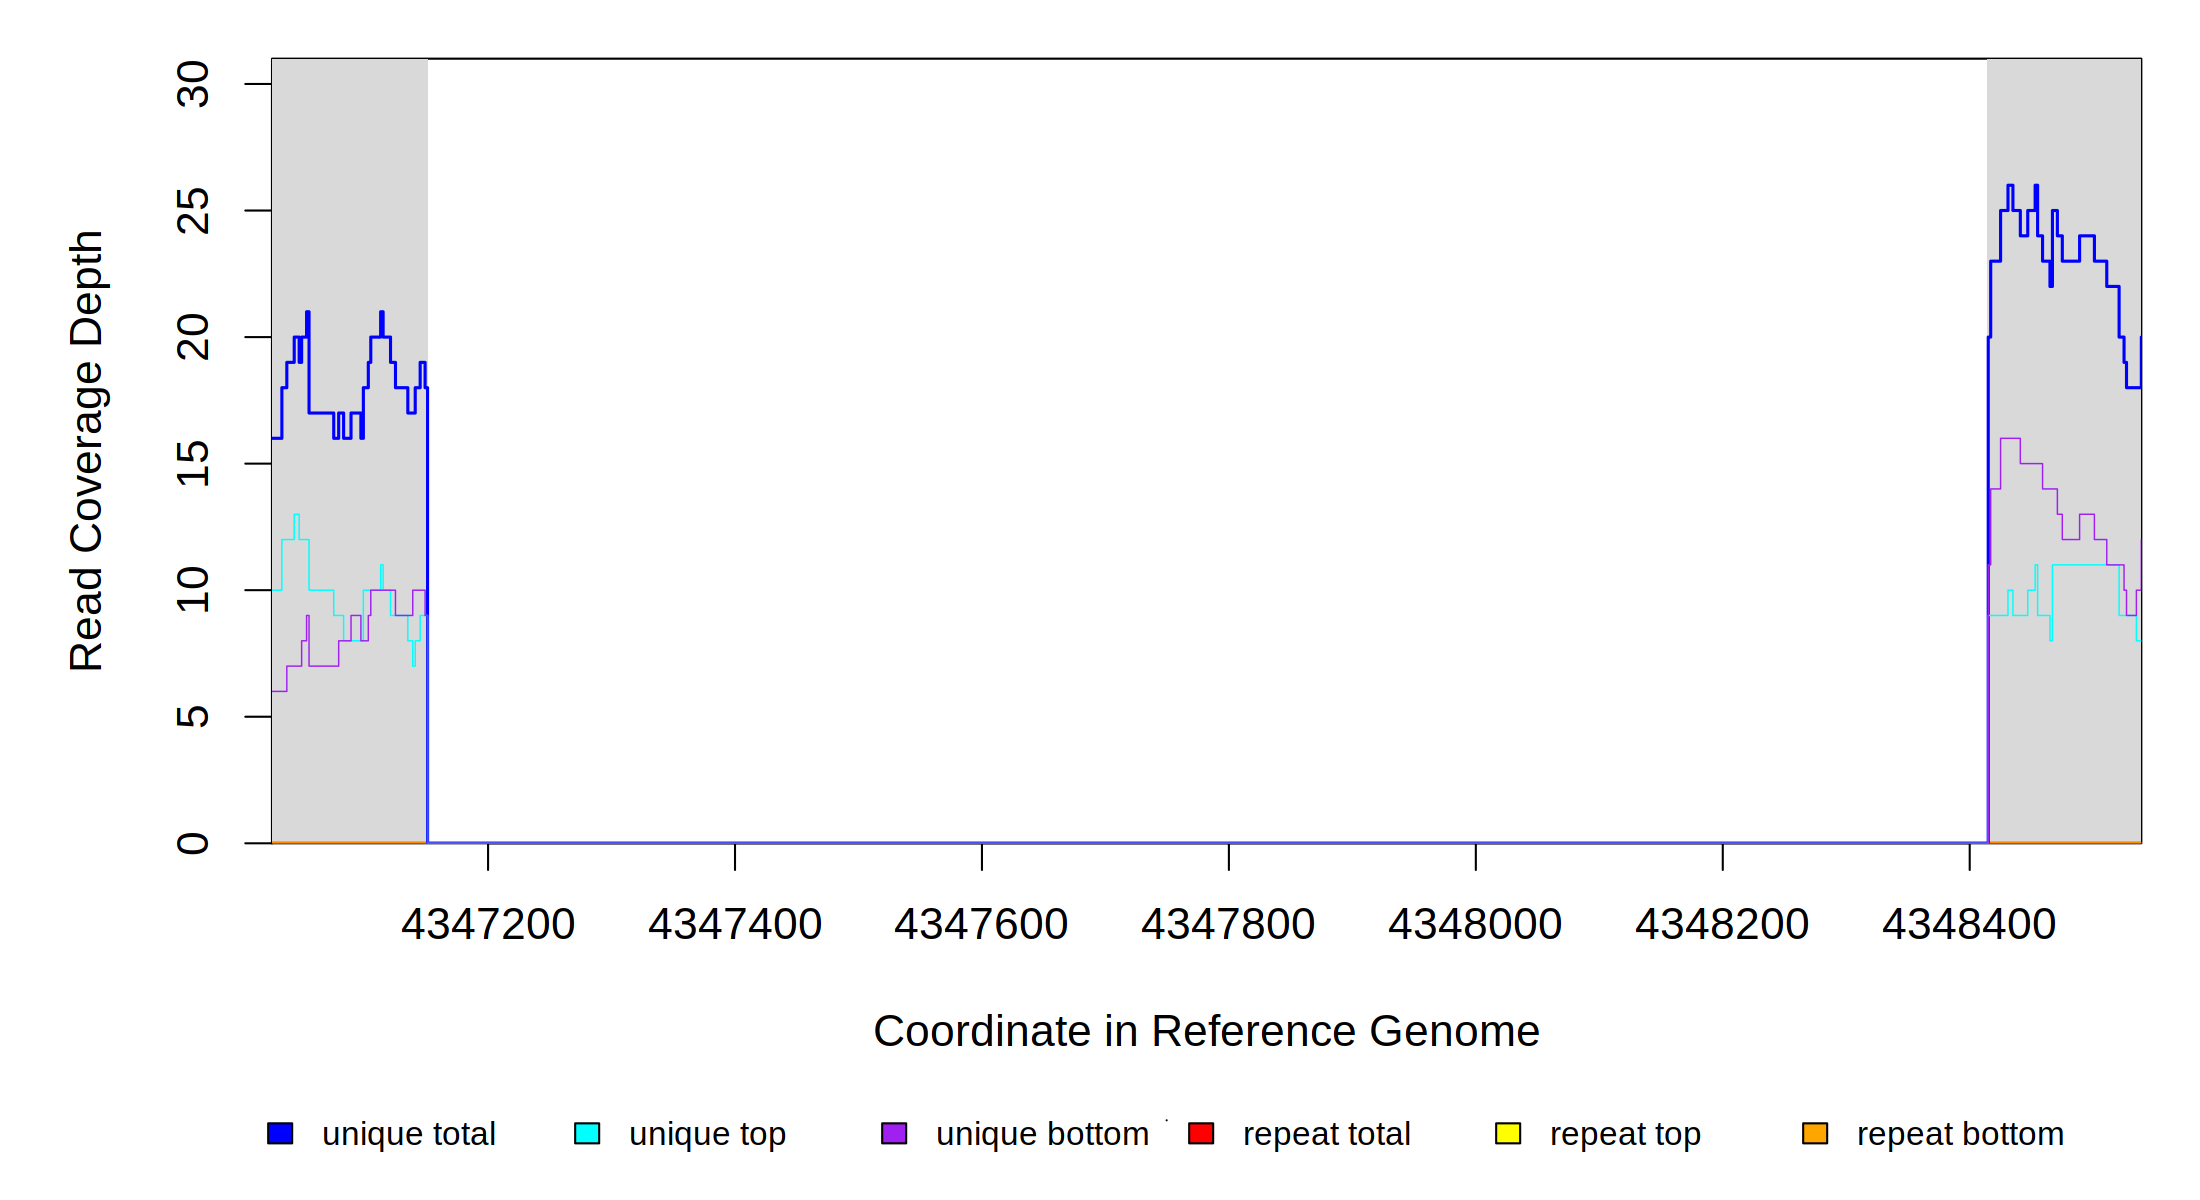 Read Coverage Depth
30
25
20
15
10
5
0
4347200 4347400 4347600 4347800 4348000 4348200 4348400
Coordinate in Reference Genome
unique total unique top unique bottom repeat total repeat top repeat bottom